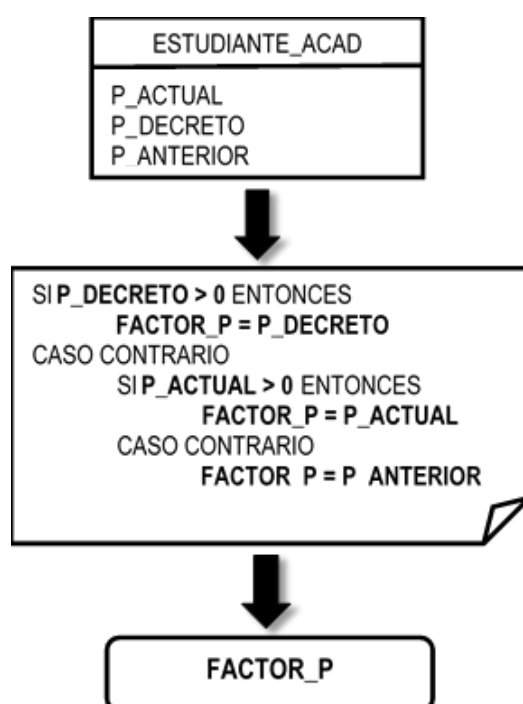 ESTUDIANTE_ACAD
P_ACTUAL
P_DECRETO
P_ANTERIOR
SI P_DECRETO > 0 ENTONCES
FACTOR_P = P_DECRETO
CASO CONTRARIO
SI P_ACTUAL > 0 ENTONCES
FACTOR_P = P_ACTUAL
CASO CONTRARIO
FACTOR P = P ANTERIOR
FACTOR_P